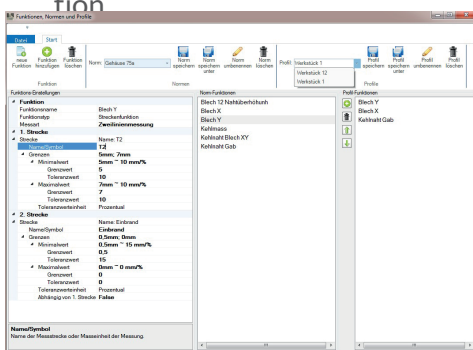 tion
Funktionen, Normen und Profile
Datei Start
neue Funktion
Funktion hinzufügen
Funktion löschen
Norm: Gehäuse 75a
Norm speichern
Norm speichern unter
Norm umbenennen
Norm löschen
Profil: Werkstück 1
Profil speichern
Profil speichern unter
Profil umbenennen
Profil löschen
Werkstück 12
Werkstück 1
Funktion
Normen
Profile
Funktions-Einstellungen
Funktion
Funktionsname Blech Y
Funktionstyp Streckenfunktion
Messart Zweilinienmessung
1. Strecke
Strecke Name: T2
Name/Symbol T2
Grenzen 5mm; 7mm
Minimalwert 5mm ~ 10 mm/%
Grenzwert 5
Toleranzwert 10
Maximalwert 7mm ~ 10 mm/%
Grenzwert 7
Toleranzwert 10
Toleranzwerteinheit Prozentual
2. Strecke
Strecke Name: Einbrand
Name/Symbol Einbrand
Grenzen 0,5mm; 0mm
Minimalwert 0,5mm ~ 15 mm/%
Grenzwert 0,5
Toleranzwert 15
Maximalwert 0mm ~ 0 mm/%
Grenzwert 0
Toleranzwert 0
Toleranzwerteinheit Prozentual
Abhängig von 1. Strecke False
Name/Symbol
Name der Messstrecke oder Masseinheit der Messung.
Norm-Funktionen
Blech 12 Nahtüberhöhunh
Blech X
Blech Y
Kehlmass
Kehlnaht Blech XY
Kehlnaht Gab
Profil-Funktionen
Blech Y
Blech X
Kehlnaht Gab